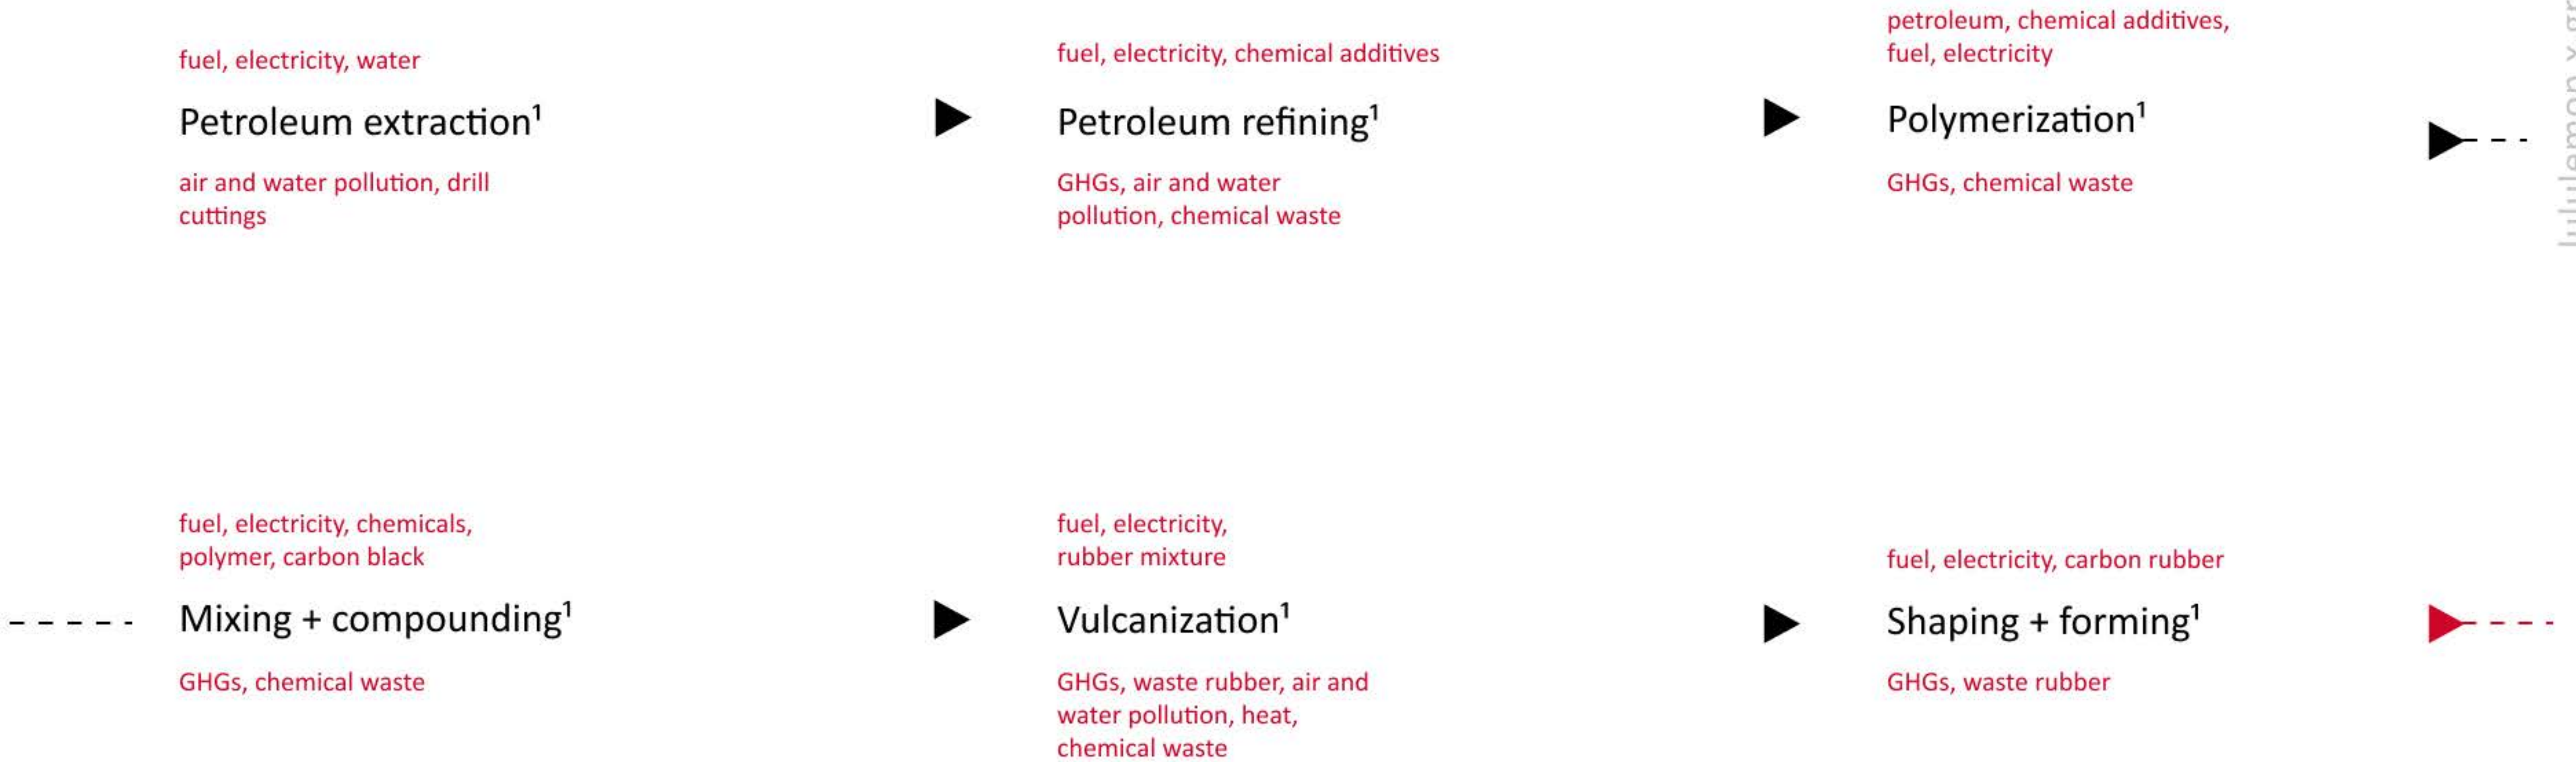 fuel, electricity, water
Petroleum extraction¹
air and water pollution, drill
cuttings
fuel, electricity, chemical additives
Petroleum refining¹
GHGs, air and water
pollution, chemical waste
petroleum, chemical additives,
fuel, electricity
Polymerization¹
GHGs, chemical waste
fuel, electricity, chemicals,
polymer, carbon black
Mixing + compounding¹
GHGs, chemical waste
fuel, electricity,
rubber mixture
Vulcanization¹
GHGs, waste rubber, air and
water pollution, heat,
chemical waste
fuel, electricity, carbon rubber
Shaping + forming¹
GHGs, waste rubber
lululemon x